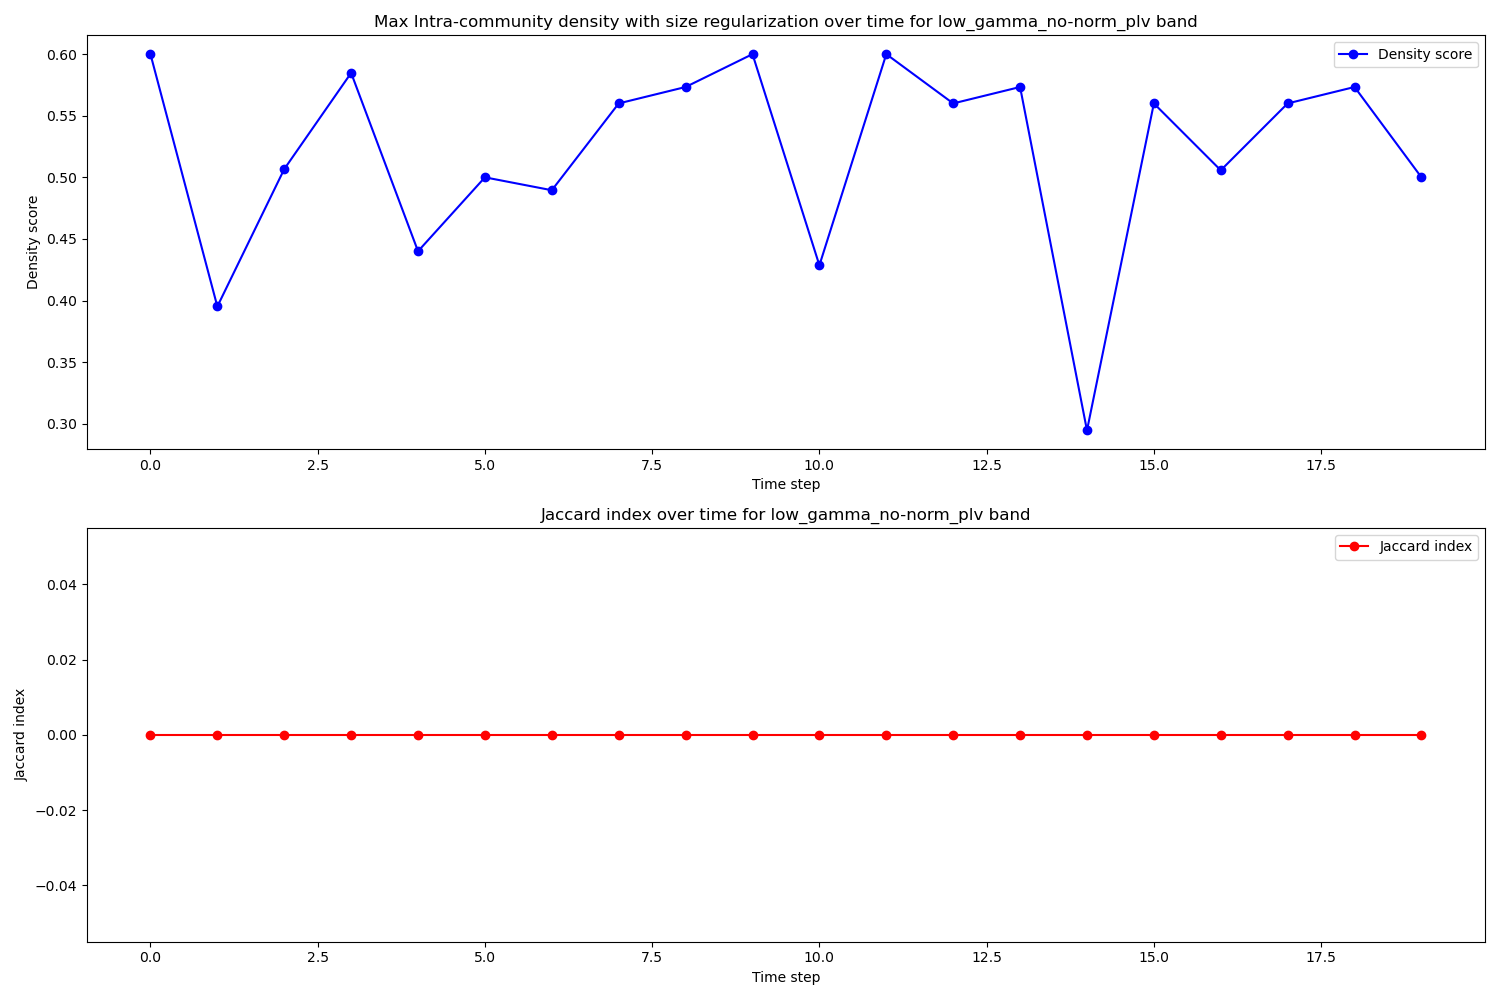 Max Intra-community density with size regularization over time for low_gamma_no-norm_plv band
Density score
0.60
0.55
0.50
0.45
0.40
0.35
0.30
Density score
0.0 2.5 5.0 7.5 10.0 12.5 15.0 17.5
Time step
Jaccard index over time for low_gamma_no-norm_plv band
Jaccard index
0.04
0.02
0.00
−0.02
−0.04
Jaccard index
0.0 2.5 5.0 7.5 10.0 12.5 15.0 17.5
Time step